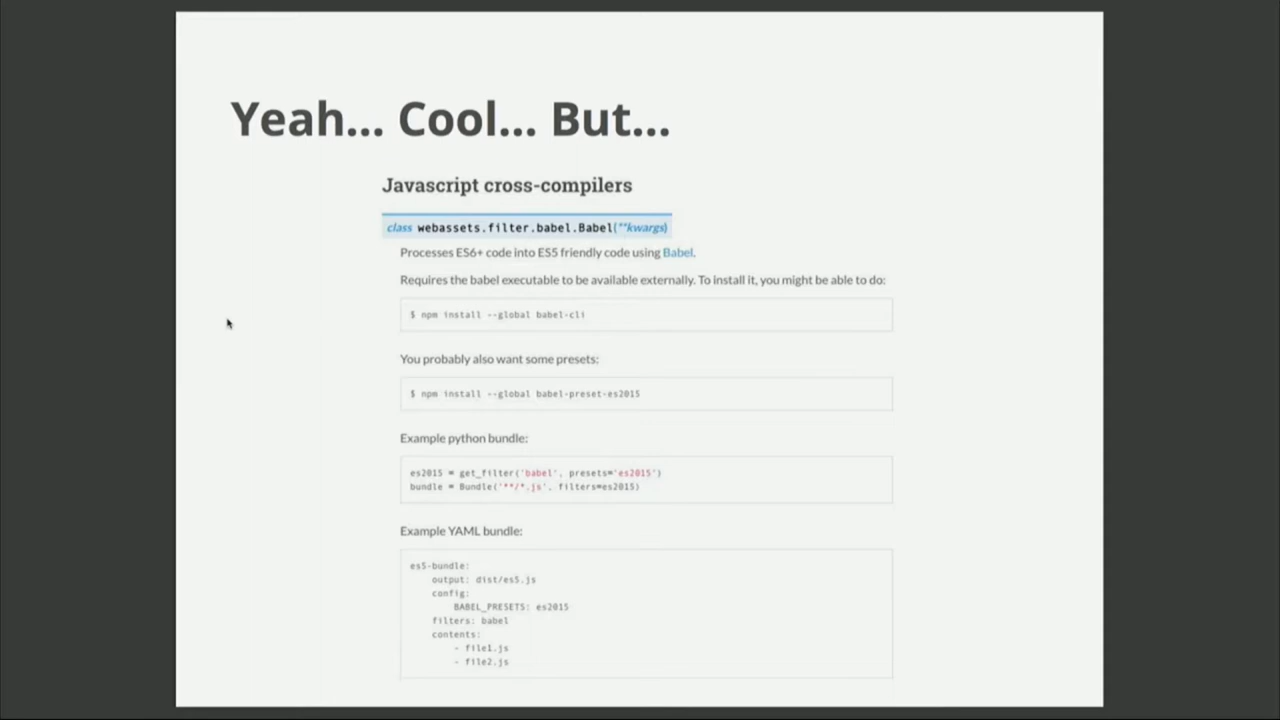 Yeah... Cool... But...
Javascript cross-compilers
class webassets.filter.babel.Babel(**kwargs)
Processes ES6+ code into ES5 friendly code using Babel.
Requires the babel executable to be available externally. To install it, you might be able to do:
$ npm install --global babel-cli
You probably also want some presets:
$ npm install --global babel-preset-es2015
Example python bundle:
es2015 = get_filter('babel', presets='es2015')
bundle = Bundle('**/*.js', filters=es2015)
Example YAML bundle:
es5-bundle:
output: dist/es5.js
config:
BABEL_PRESETS: es2015
filters: babel
contents:
- file1.js
- file2.js